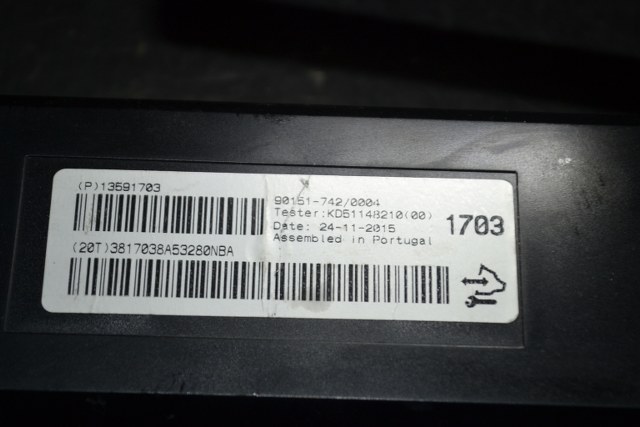 (P)13591703
90151-742/0004
Tester:KD51148210(00)
Date: 24-11-2015
Assembled in Portugal
1703
(20T)3817038A53280NBA